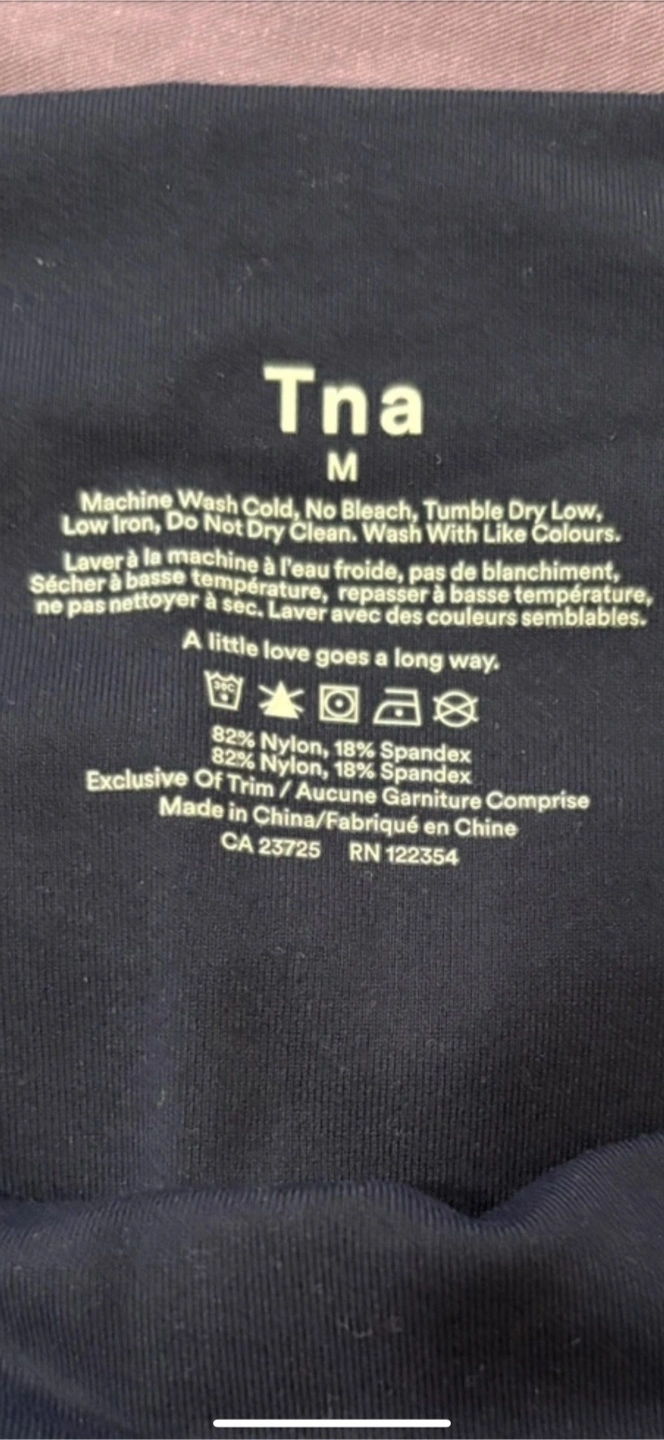 Tna
M
Machine Wash Cold, No Bleach, Tumble Dry Low,
Low Iron, Do Not Dry Clean. Wash With Like Colours.
Laver à la machine à l'eau froide, pas de blanchiment,
Sécher à basse température, repasser à basse température,
ne pas nettoyer à sec. Laver avec des couleurs semblables.
A little love goes a long way.
30C
82% Nylon, 18% Spandex
82% Nylon, 18% Spandex
Exclusive Of Trim / Aucune Garniture Comprise
Made in China/Fabriqué en Chine
CA 23725 RN 122354